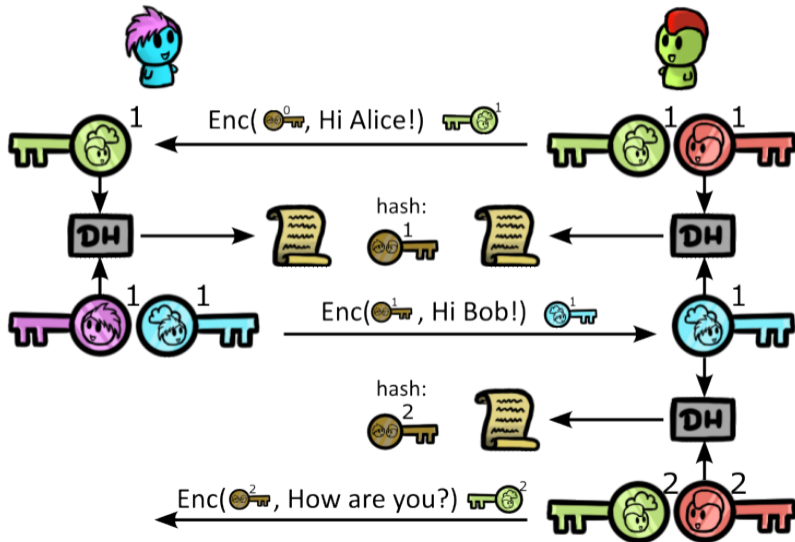 1 1 1
Enc( 0 , Hi Alice!) 1
DH hash: DH
1
1 1 1
Enc( 1 , Hi Bob!) 1
hash:
2
DH
2 2
Enc( 2 , How are you?) 2